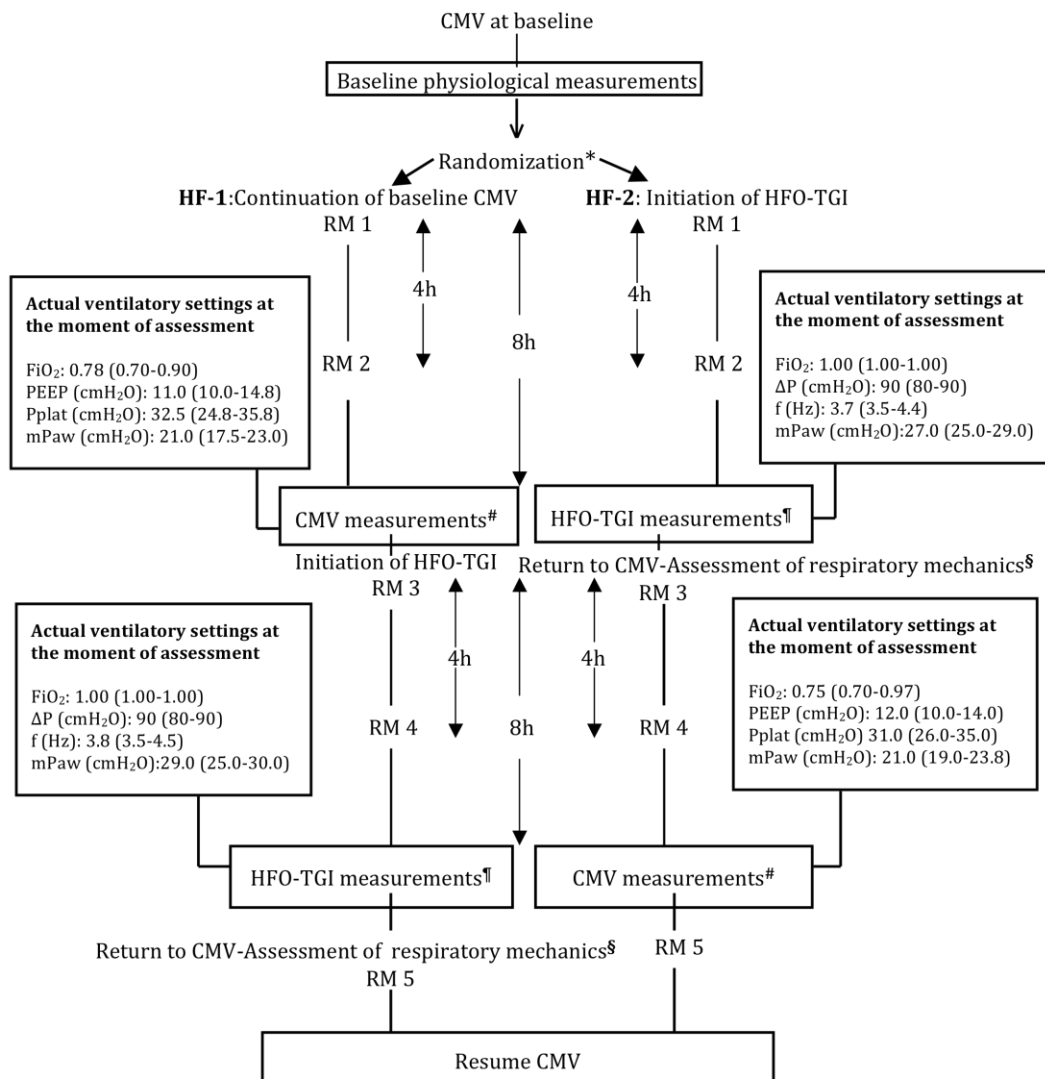 CMV at baseline
Baseline physiological measurements
Randomization*
HF-1:Continuation of baseline CMV
HF-2: Initiation of HFO-TGI
RM 1
RM 1
4h
8h
4h
RM 2
RM 2
Actual ventilatory settings at
the moment of assessment
FiO₂: 0.78 (0.70-0.90)
PEEP (cmH₂O): 11.0 (10.0-14.8)
Pplat (cmH₂O): 32.5 (24.8-35.8)
mPaw (cmH₂O): 21.0 (17.5-23.0)
Actual ventilatory settings at
the moment of assessment
FiO₂: 1.00 (1.00-1.00)
ΔP (cmH₂O): 90 (80-90)
f (Hz): 3.7 (3.5-4.4)
mPaw (cmH₂O):27.0 (25.0-29.0)
CMV measurements#
HFO-TGI measurements¶
Initiation of HFO-TGI
Return to CMV-Assessment of respiratory mechanics§
RM 3
RM 3
4h
8h
4h
RM 4
RM 4
Actual ventilatory settings at
the moment of assessment
FiO₂: 1.00 (1.00-1.00)
ΔP (cmH₂O): 90 (80-90)
f (Hz): 3.8 (3.5-4.5)
mPaw (cmH₂O):29.0 (25.0-30.0)
Actual ventilatory settings at
the moment of assessment
FiO₂: 0.75 (0.70-0.97)
PEEP (cmH₂O): 12.0 (10.0-14.0)
Pplat (cmH₂O) 31.0 (26.0-35.0)
mPaw (cmH₂O): 21.0 (19.0-23.8)
HFO-TGI measurements¶
CMV measurements#
Return to CMV-Assessment of respiratory mechanics§
RM 5
RM 5
Resume CMV